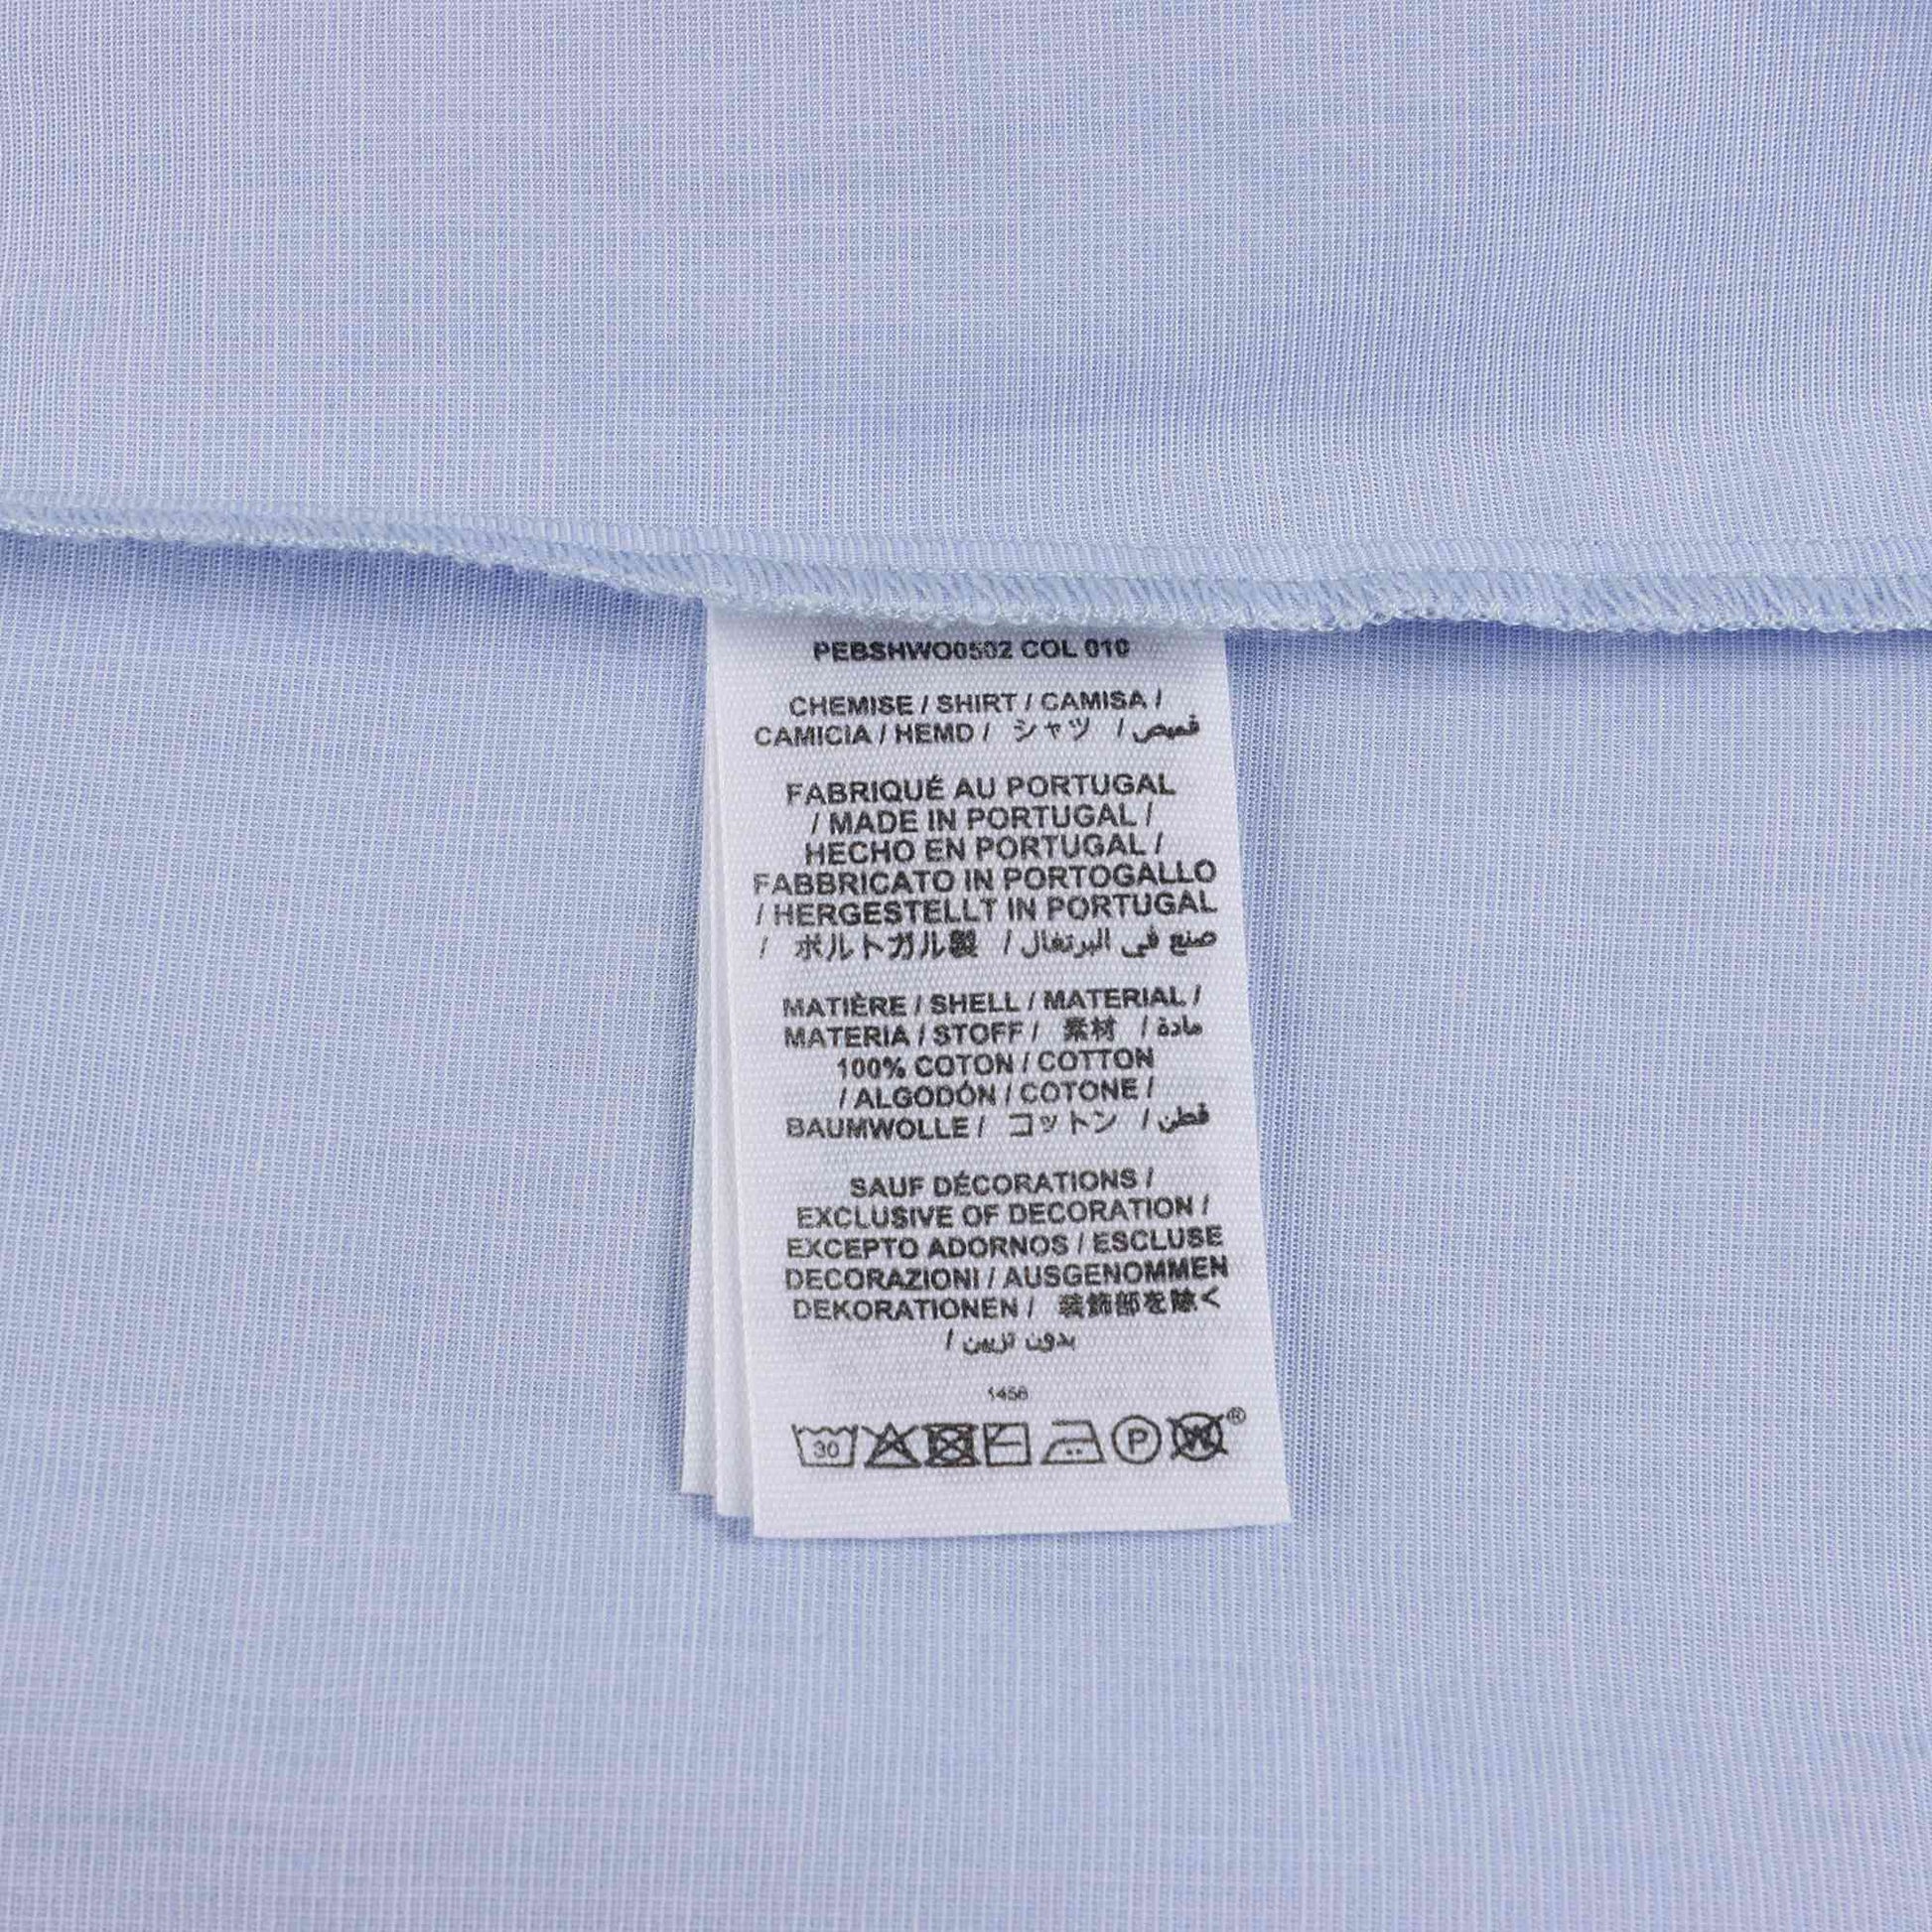 PEBSHWO0502 COL 010
CHEMISE / SHIRT / CAMISA /
CAMICIA / HEMD / シャツ / قميص
FABRIQUÉ AU PORTUGAL
/ MADE IN PORTUGAL /
HECHO EN PORTUGAL /
FABBRICATO IN PORTOGALLO
/ HERGESTELLT IN PORTUGAL
/ ポルトガル製 / صنع في البرتغال
MATIÈRE / SHELL / MATERIAL /
MATERIA / STOFF / 素材 / مادة
100% COTON / COTTON
/ ALGODÓN / COTONE /
BAUMWOLLE / コットン / قطن
SAUF DÉCORATIONS /
EXCLUSIVE OF DECORATION /
EXCEPTO ADORNOS / ESCLUSE
DECORAZIONI / AUSGENOMMEN
DEKORATIONEN / 装飾部を除く
/ بدون تزيين
1456
30 P W ®